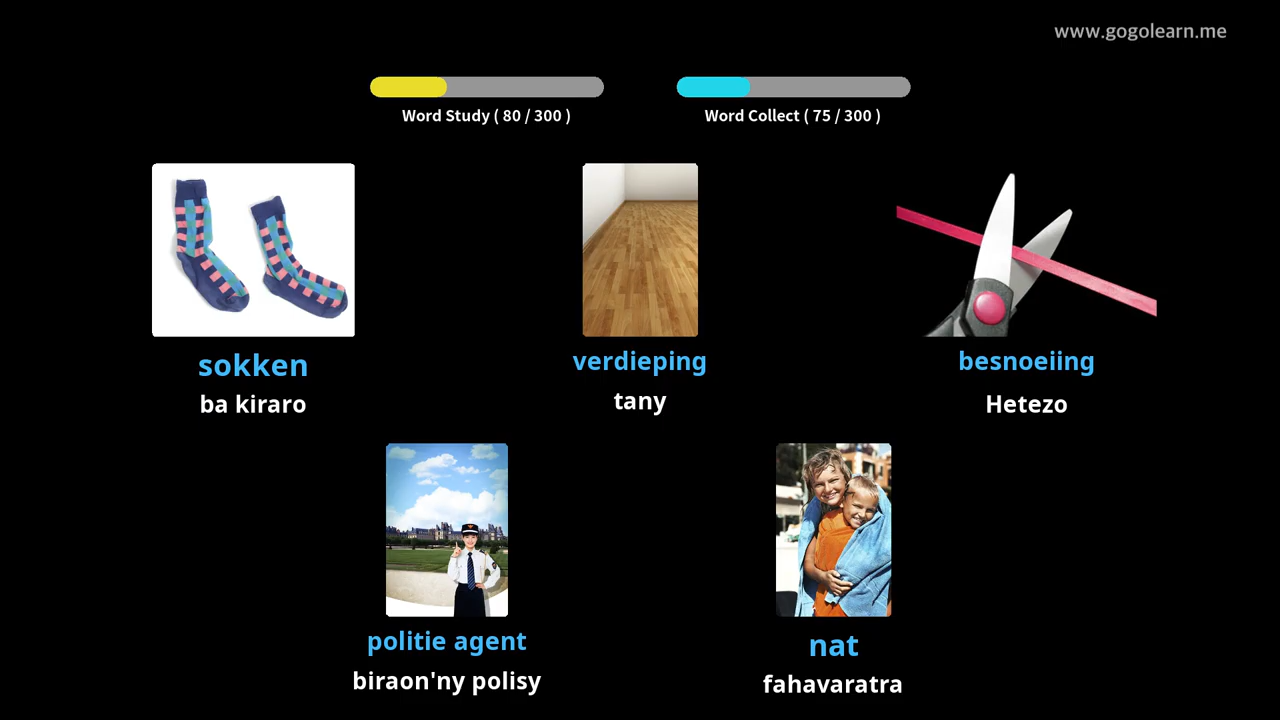 www.gogolearn.me
Word Study ( 80 / 300 )
Word Collect ( 75 / 300 )
sokken
ba kiraro
verdieping
tany
besnoeiing
Hetezo
politie agent
biraon'ny polisy
nat
fahavaratra